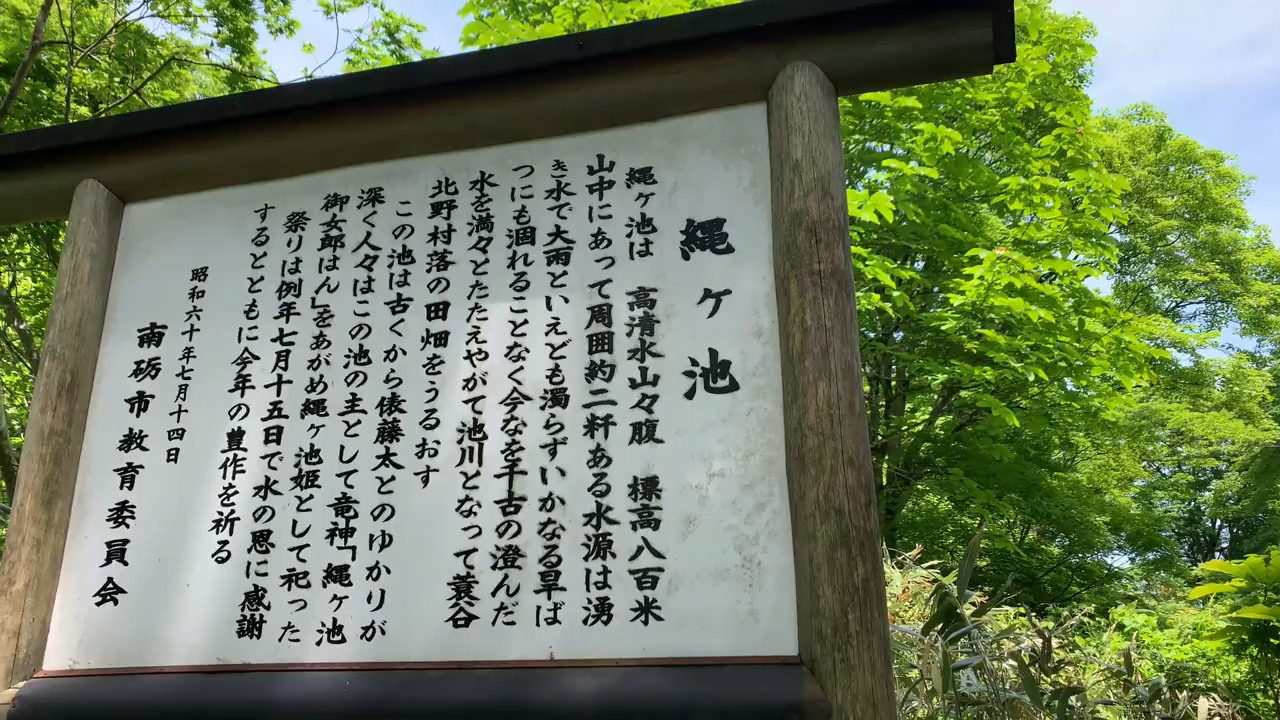 縄ヶ池
縄ヶ池は 高清水山々腹 標高八百米
山中にあって周囲約二粁ある水源は湧
き水で大雨といえども濁らずいかなる旱ば
つにも涸れることなく今なを千古の澄んだ
水を満々とたたえやがて池川となって蓑谷
北野村落の田畑をうるおす
この池は古くから俵藤太とのゆかりが
深く人々はこの池の主として竜神「縄ヶ池
御女郎はん」をあがめ縄ヶ池姫として祀った
祭りは例年七月十五日で水の恩に感謝
するとともに今年の豊作を祈る
昭和六十年七月十四日
南砺市教育委員会